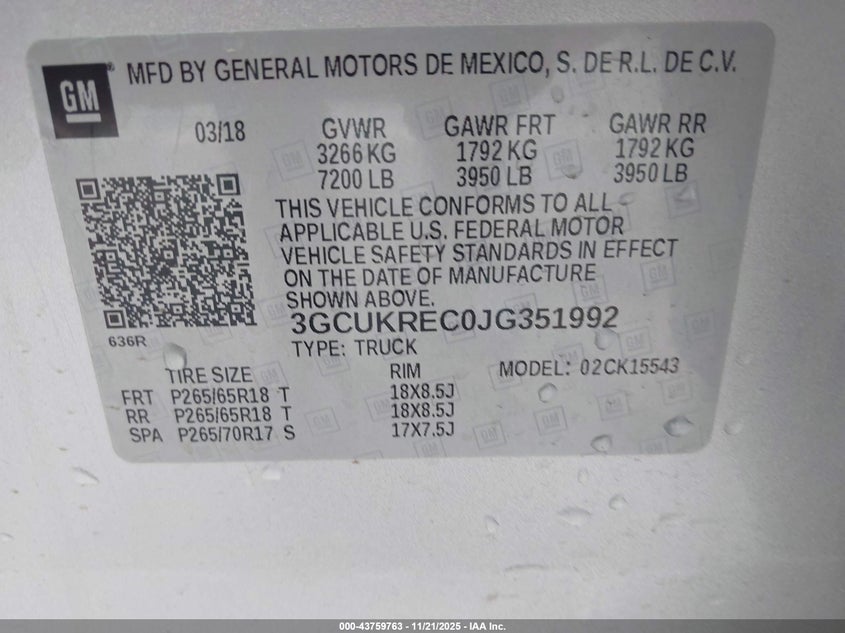 GM
MFD BY GENERAL MOTORS DE MEXICO, S. DE R.L. DE C.V.
03/18 GVWR GAWR FRT GAWR RR
3266 KG 1792 KG 1792 KG
7200 LB 3950 LB 3950 LB
THIS VEHICLE CONFORMS TO ALL
APPLICABLE U.S. FEDERAL MOTOR
VEHICLE SAFETY STANDARDS IN EFFECT
ON THE DATE OF MANUFACTURE
SHOWN ABOVE.
3GCUKREC0JG351992
636R
TYPE: TRUCK
MODEL: 02CK15543
TIRE SIZE RIM
FRT P265/65R18 T 18X8.5J
RR P265/65R18 T 18X8.5J
SPA P265/70R17 S 17X7.5J
000-43759763 - 11/21/2025 - IAA Inc.